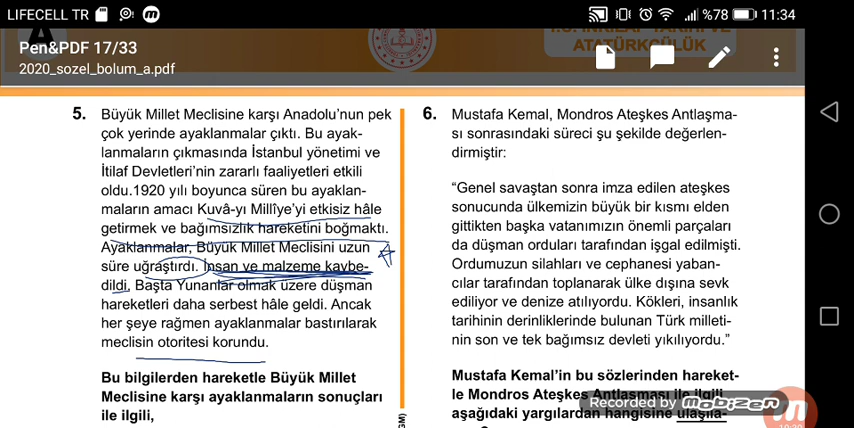 LIFECELL TR
%78
11:34
Pen&PDF 17/33
2020_sozel_bolum_a.pdf
ATATÜRKÇÜLÜK
5. Büyük Millet Meclisine karşı Anadolu'nun pek
çok yerinde ayaklanmalar çıktı. Bu ayak-
lanmaların çıkmasında İstanbul yönetimi ve
İtilaf Devletleri'nin zararlı faaliyetleri etkili
oldu.1920 yılı boyunca süren bu ayaklan-
maların amacı Kuvâ-yı Millîye'yi etkisiz hâle
getirmek ve bağımsızlık hareketini boğmaktı.
Ayaklanmalar, Büyük Millet Meclisini uzun
süre uğraştırdı. İnsan ve malzeme kaybe-
dildi, Başta Yunanlar olmak üzere düşman
hareketleri daha serbest hâle geldi. Ancak
her şeye rağmen ayaklanmalar bastırılarak
meclisin otoritesi korundu.
Bu bilgilerden hareketle Büyük Millet
Meclisine karşı ayaklanmaların sonuçları
ile ilgili,
6. Mustafa Kemal, Mondros Ateşkes Antlaşma-
sı sonrasındaki süreci şu şekilde değerlen-
dirmiştir:
“Genel savaştan sonra imza edilen ateşkes
sonucunda ülkemizin büyük bir kısmı elden
gittikten başka vatanımızın önemli parçaları
da düşman orduları tarafından işgal edilmişti.
Ordumuzun silahları ve cephanesi yaban-
cılar tarafından toplanarak ülke dışına sevk
ediliyor ve denize atılıyordu. Kökleri, insanlık
tarihinin derinliklerinde bulunan Türk milleti-
nin son ve tek bağımsız devleti yıkılıyordu.”
Mustafa Kemal'in bu sözlerinden hareket-
le Mondros Ateşkes Antlaşması ile ilgili
aşağıdaki yargılardan hangisine ulaşıla-
Recorded by mobizen